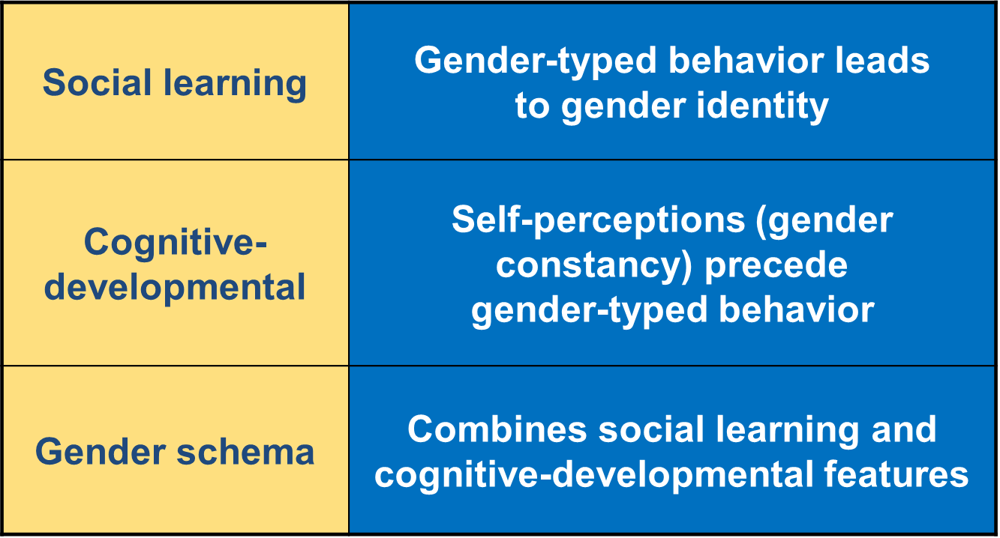 Social learning
Gender-typed behavior leads
to gender identity
Cognitive-
developmental
Self-perceptions (gender
constancy) precede
gender-typed behavior
Gender schema
Combines social learning and
cognitive-developmental features